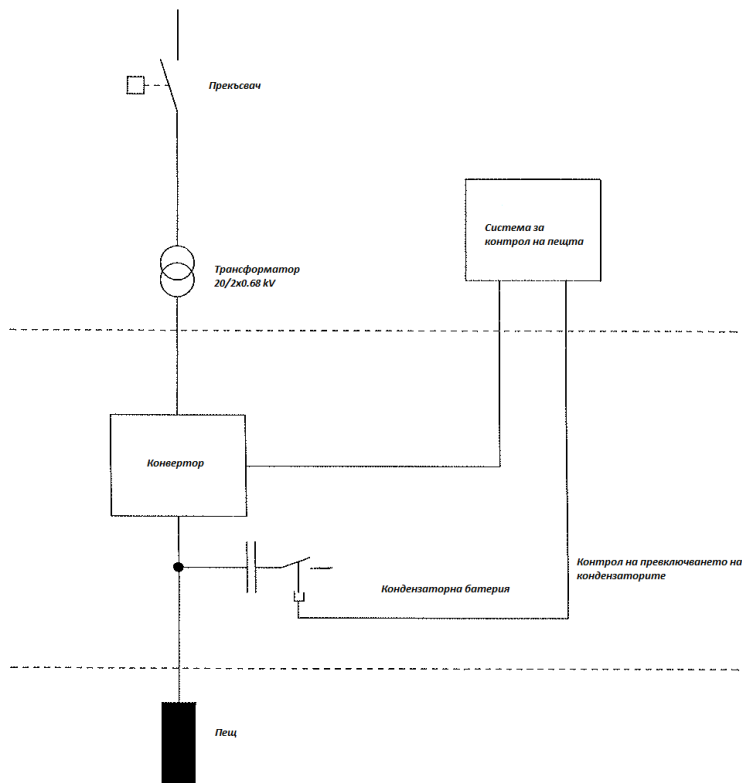 Прекъсвач
Система за
контрол на пещта
Трансформатор
20/2x0.68 kV
Конвертор
Контрол на превключването на
кондензаторите
Кондензаторна батерия
Пещ